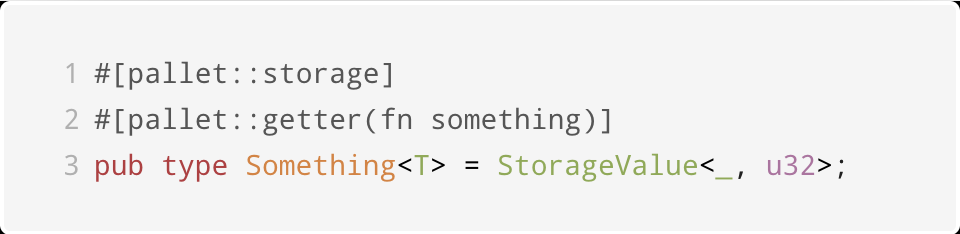 1 #[pallet::storage]
2 #[pallet::getter(fn something)]
3 pub type Something<T> = StorageValue<_, u32>;